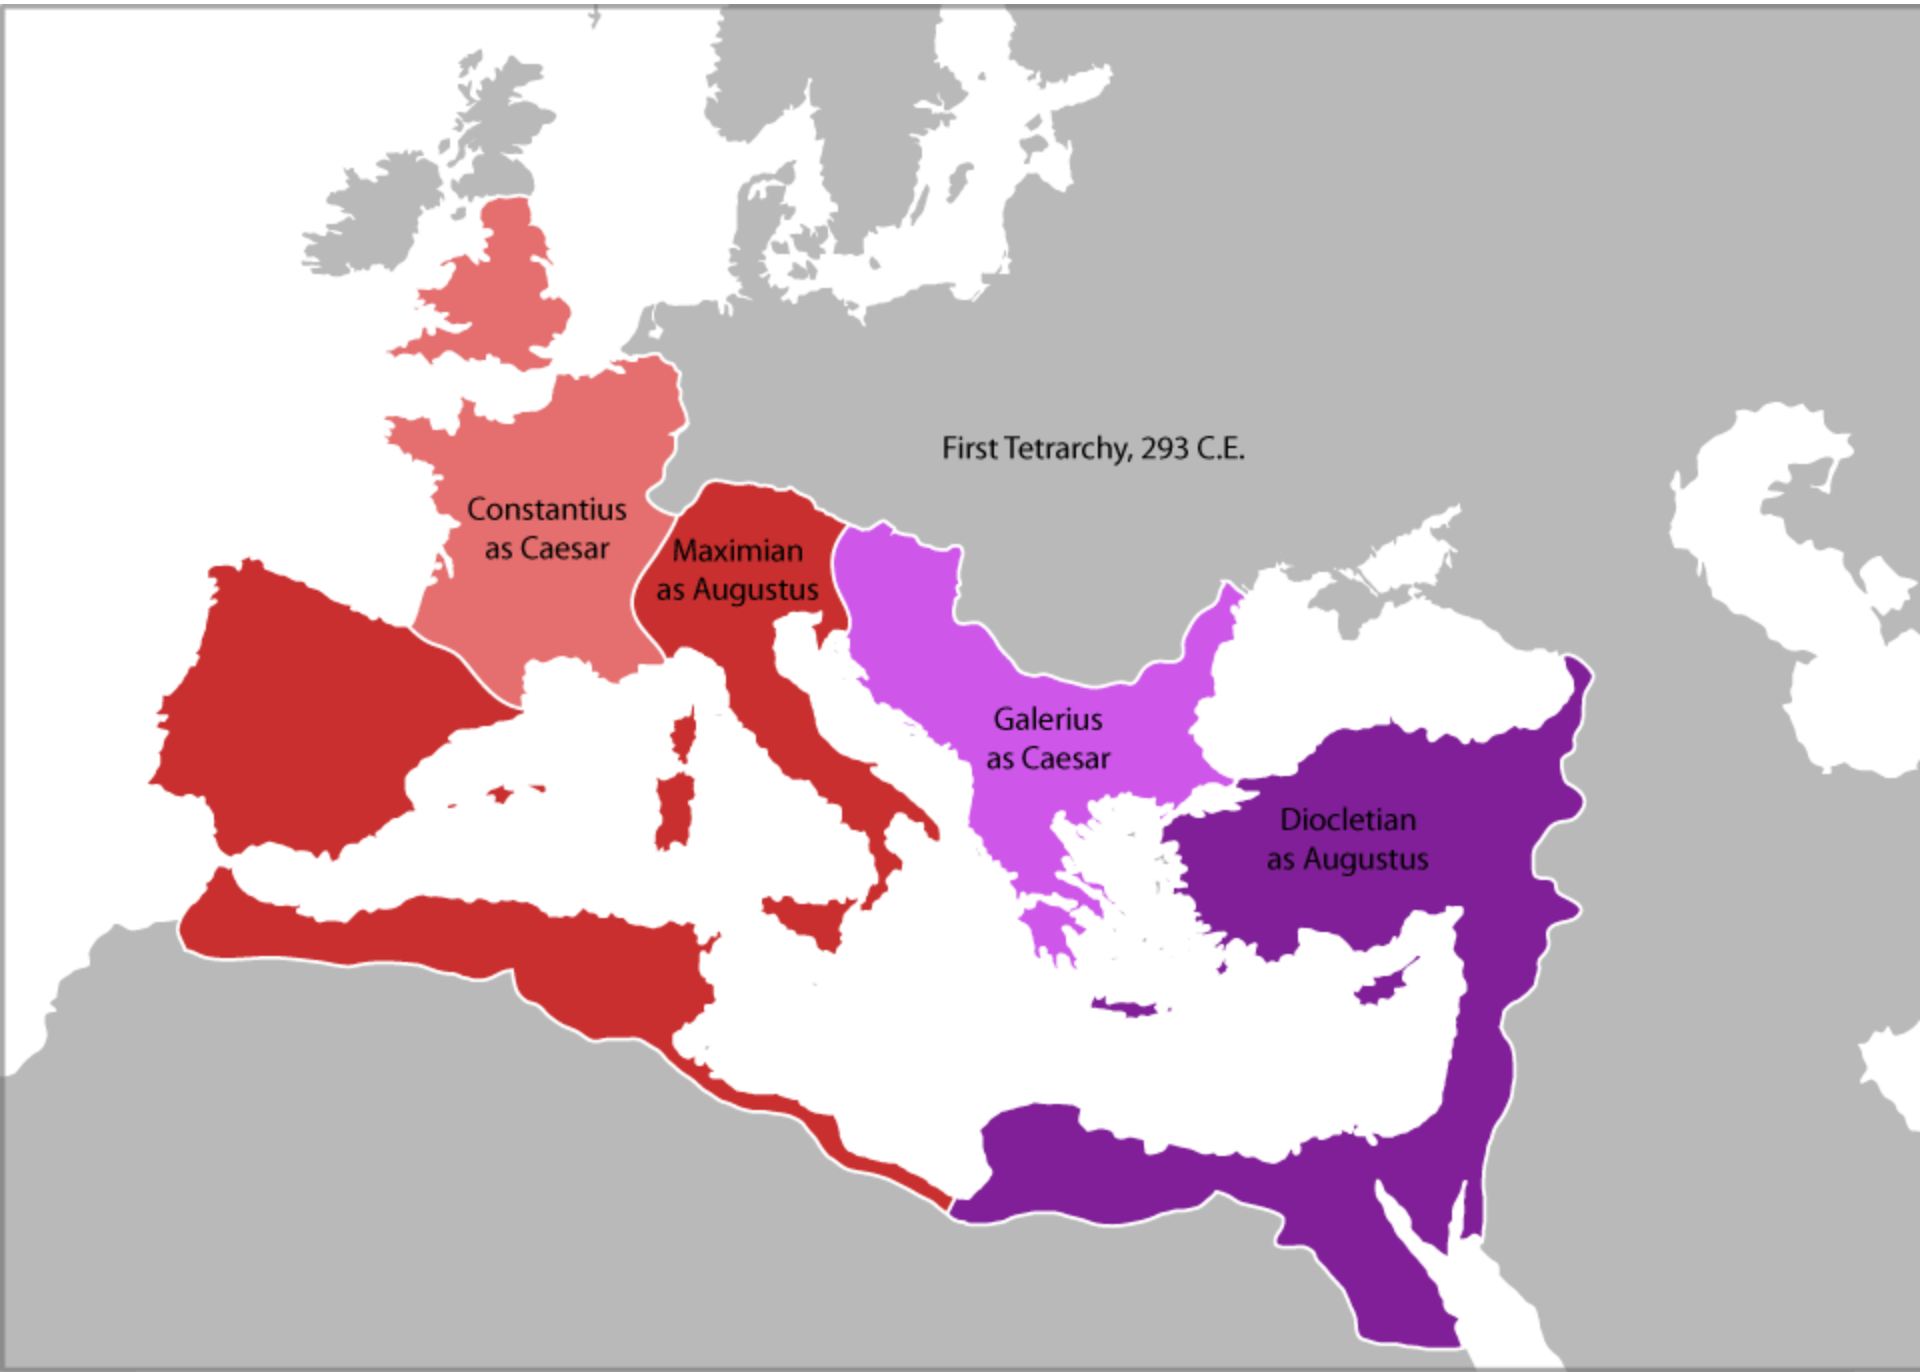 First Tetrarchy, 293 C.E.
Constantius
as Caesar
Maximian
as Augustus
Galerius
as Caesar
Diocletian
as Augustus